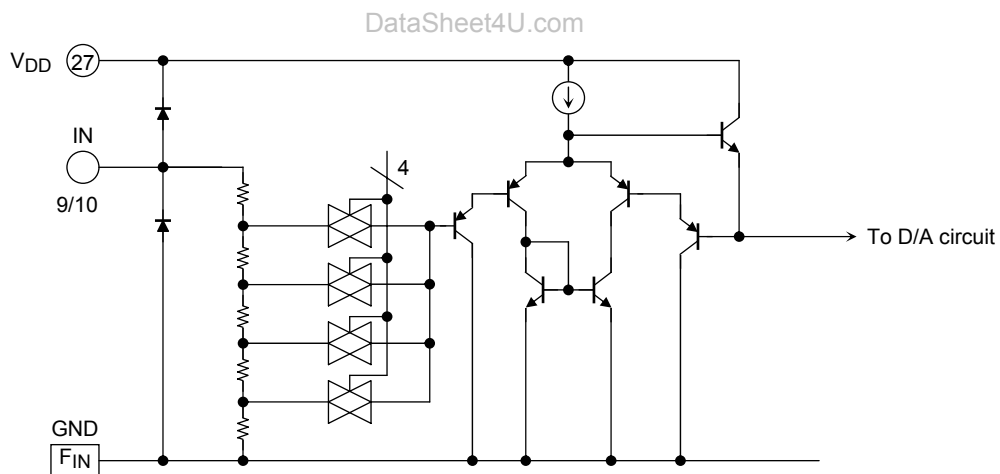 DataSheet4U.com
VDD 27
IN
9/10
4
To D/A circuit
GND
FIN